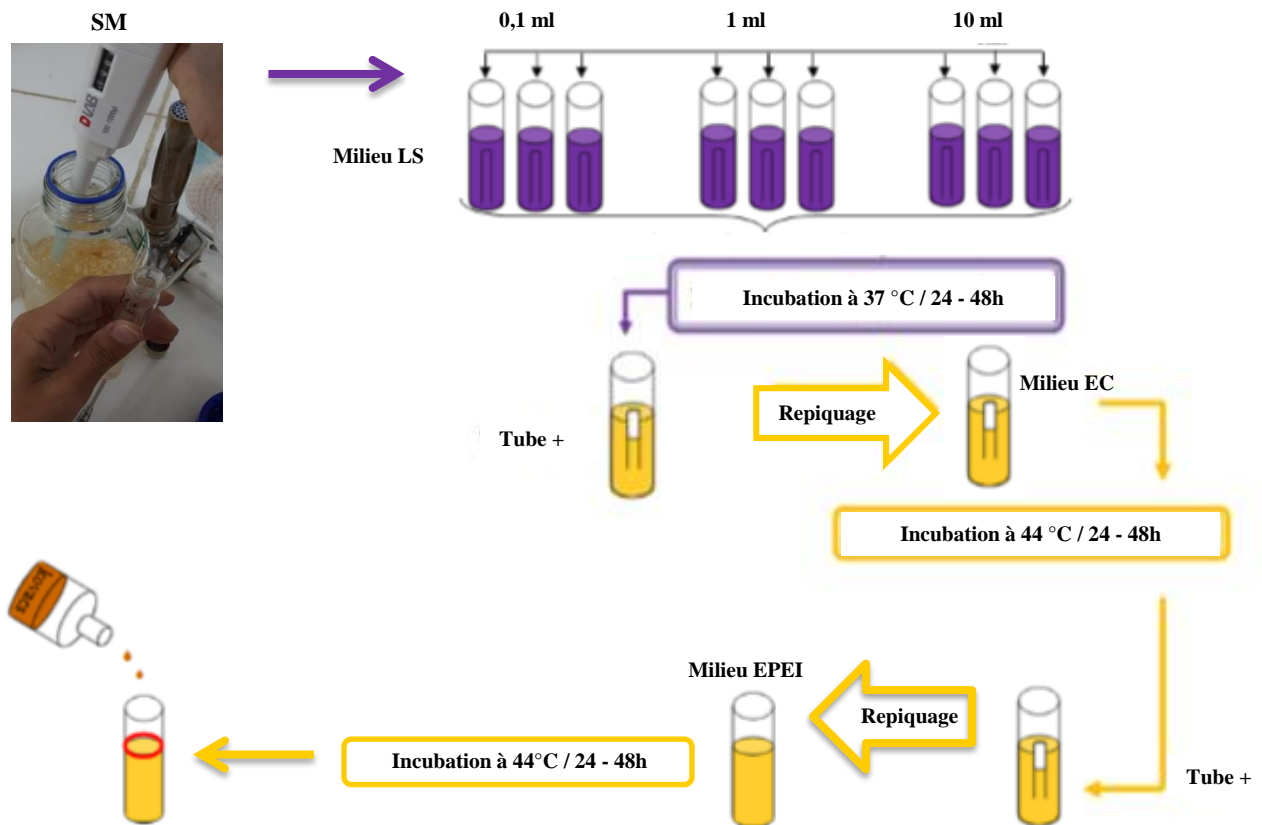 SM
0,1 ml
1 ml
10 ml
Milieu LS
Incubation à 37 °C / 24 - 48h
Tube +
Repiquage
Milieu EC
Incubation à 44 °C / 24 - 48h
kovacs
Milieu EPEI
Repiquage
Incubation à 44°C / 24 - 48h
Tube +